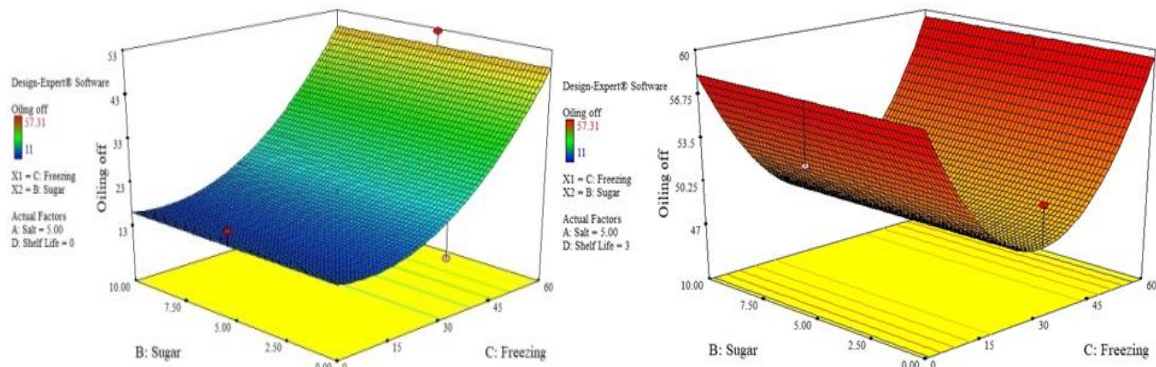 Design-Expert® Software
Oiling off
57.31
11
X1 = C: Freezing
X2 = B: Sugar
Actual Factors
A: Salt = 5.00
D: Shelf Life = 0
Oiling off
53
43
33
23
13
10.00
7.50
5.00
2.50
0.00
B: Sugar
0
15
30
45
60
C: Freezing
Design-Expert® Software
Oiling off
57.31
11
X1 = C: Freezing
X2 = B: Sugar
Actual Factors
A: Salt = 5.00
D: Shelf Life = 3
Oiling off
60
56.75
53.5
50.25
47
10.00
7.50
5.00
2.50
0.00
B: Sugar
0
15
30
45
60
C: Freezing